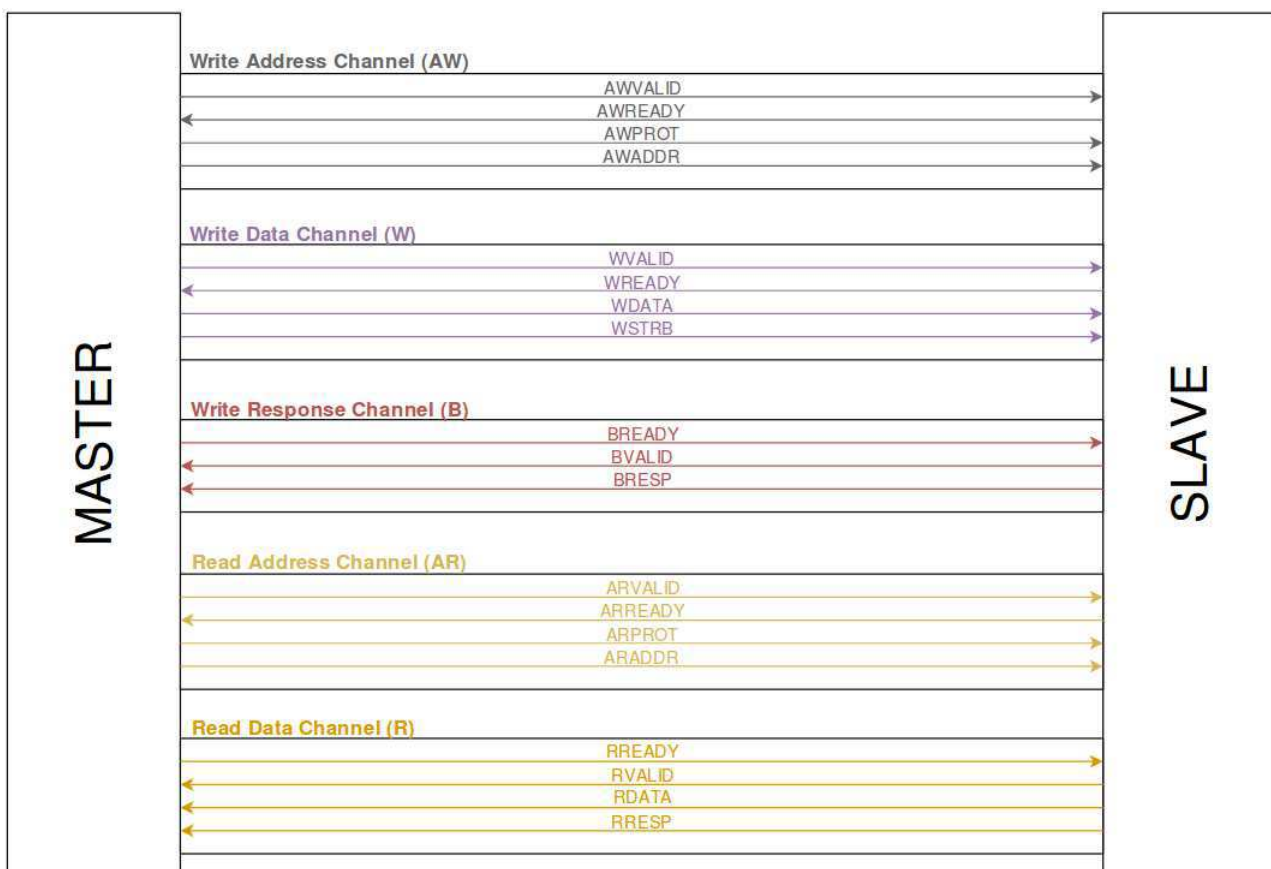 MASTER
SLAVE
Write Address Channel (AW)
AWVALID
AWREADY
AWPROT
AWADDR
Write Data Channel (W)
WVALID
WREADY
WDATA
WSTRB
Write Response Channel (B)
BREADY
BVALID
BRESP
Read Address Channel (AR)
ARVALID
ARREADY
ARPROT
ARADDR
Read Data Channel (R)
RREADY
RVALID
RDATA
RRESP